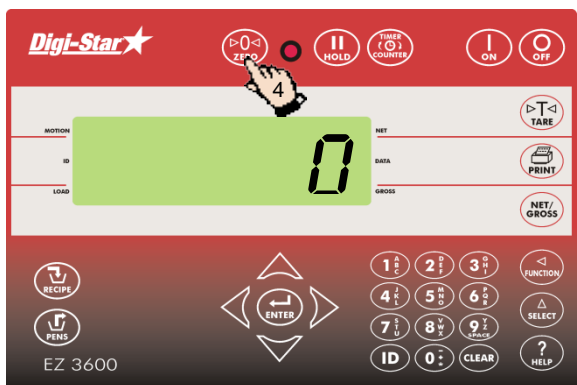 Digi-Star
▷0◁
ZERO
HOLD
TIMER
COUNTER
ON
OFF
4
▷T◁
TARE
MOTION
NET
0
ID
DATA
PRINT
LOAD
GROSS
NET/
GROSS
RECIPE
ENTER
1 A B C
2 D E F
3 G H I
FUNCTION
4 J K L
5 M N O
6 P Q R
SELECT
PENS
7 S T U
8 V W X
9 Y Z SPACE
EZ 3600
ID
0
CLEAR
?
HELP